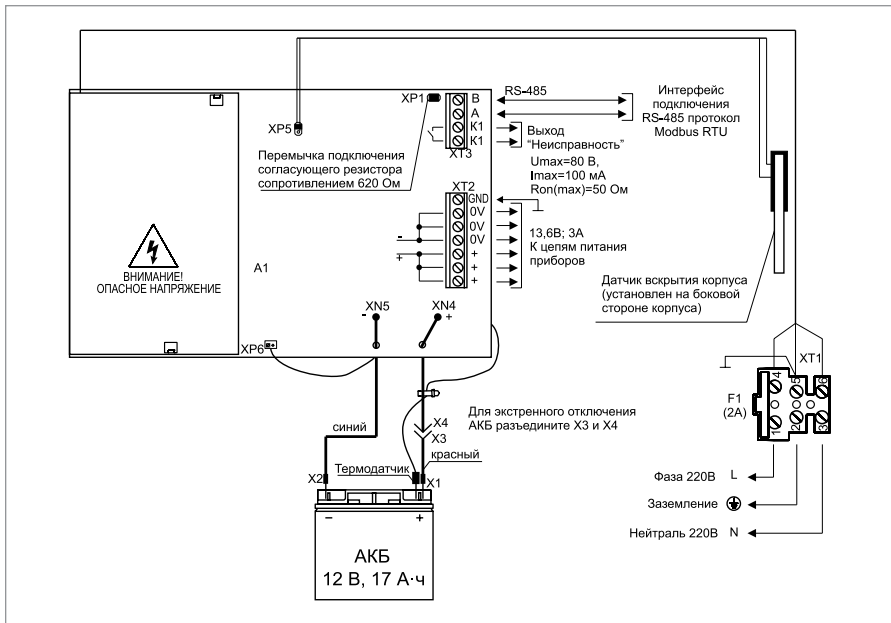 XP5
XP1
B
A
К1
К1
XT3
RS-485
Интерфейс
подключения
RS-485 протокол
Modbus RTU
Выход
“Неисправность”
Umax=80 В,
Imax=100 мА
Ron(max)=50 Ом
Перемычка подключения
согласующего резистора
сопротивлением 620 Ом
XT2
GND
0V
0V
0V
+
+
+
-
+
13,6В; 3А
К цепям питания
приборов
ВНИМАНИЕ!
ОПАСНОЕ НАПРЯЖЕНИЕ
A1
Датчик вскрытия корпуса
(установлен на боковой
стороне корпуса)
XN5
-
XN4
+
XP6
XT1
4
5
6
F1
(2А)
1
2
3
синий
X4
X3
Для экстренного отключения
АКБ разъедините X3 и X4
красный
Термодатчик
X2
X1
–
+
АКБ
12 В, 17 А·ч
Фаза 220В L
Заземление
Нейтраль 220В N